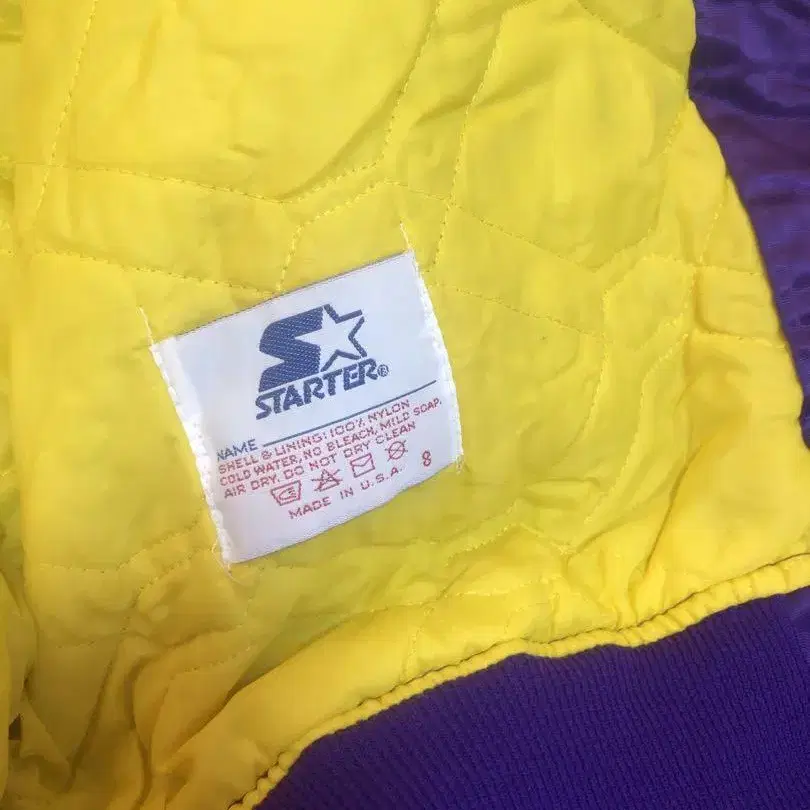 STARTER®
NAME
SHELL & LINING: 100% NYLON
COLD WATER, NO BLEACH, MILD SOAP,
AIR DRY. DO NOT DRY CLEAN
MADE IN U.S.A. 8